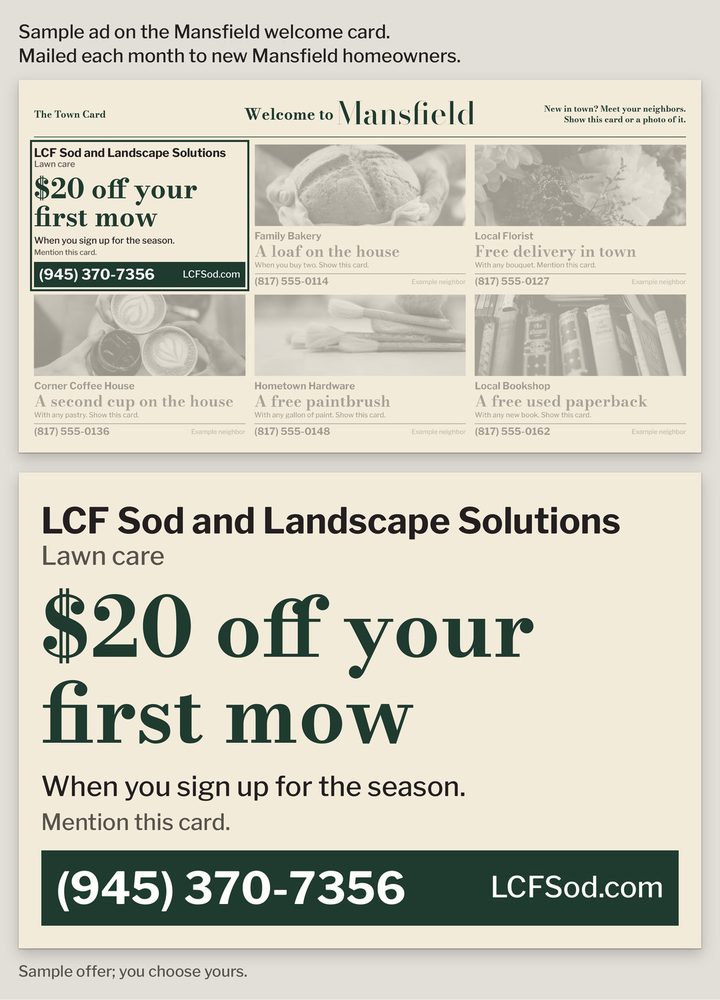 Sample ad on the Mansfield welcome card.
Mailed each month to new Mansfield homeowners.
The Town Card
Welcome to Mansfield
New in town? Meet your neighbors.
Show this card or a photo of it.
LCF Sod and Landscape Solutions
Lawn care
$20 off your
first mow
When you sign up for the season.
Mention this card.
(945) 370-7356 LCFSod.com
Family Bakery
A loaf on the house
When you buy two. Show this card.
(817) 555-0114 Example neighbor
Local Florist
Free delivery in town
With any bouquet. Mention this card.
(817) 555-0127 Example neighbor
Corner Coffee House
A second cup on the house
With any pastry. Show this card.
(817) 555-0136 Example neighbor
Hometown Hardware
A free paintbrush
With any gallon of paint. Show this card.
(817) 555-0148 Example neighbor
Local Bookshop
A free used paperback
With any new book. Show this card.
(817) 555-0162 Example neighbor
LCF Sod and Landscape Solutions
Lawn care
$20 off your
first mow
When you sign up for the season.
Mention this card.
(945) 370-7356 LCFSod.com
Sample offer; you choose yours.